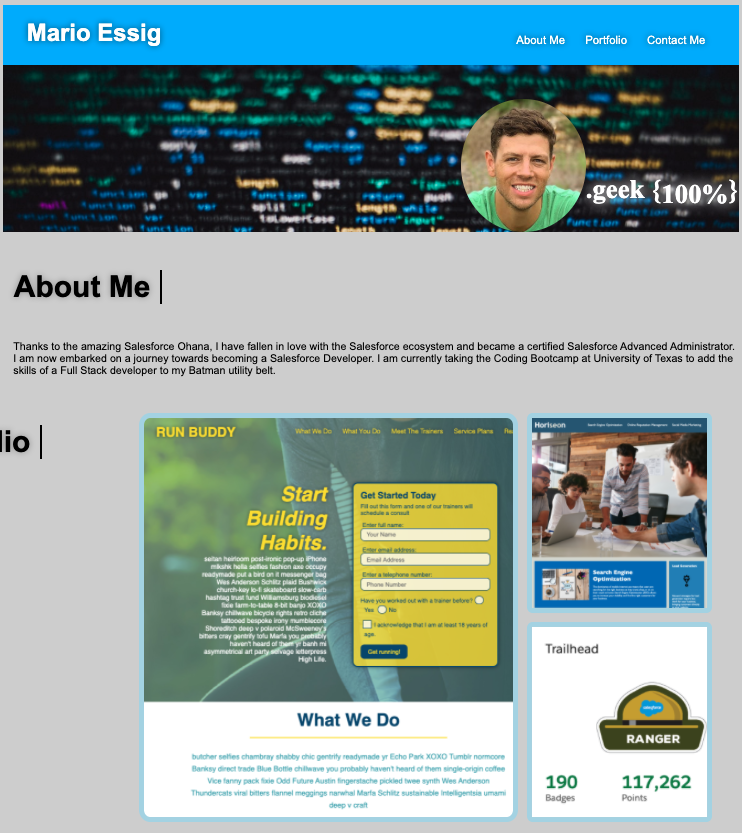 Mario Essig
About Me Portfolio Contact Me
.geek {100%}
About Me
Thanks to the amazing Salesforce Ohana, I have fallen in love with the Salesforce ecosystem and became a certified Salesforce Advanced Administrator.
I am now embarked on a journey towards becoming a Salesforce Developer. I am currently taking the Coding Bootcamp at University of Texas to add the
skills of a Full Stack developer to my Batman utility belt.
lio
RUN BUDDY
What We Do What You Do Meet The Trainers Service Plans Rea
Start
Building
Habits.
seitan heirloom post-ironic pop-up iPhone
mlkshk hella selfies fashion axe occupy
readymade put a bird on it messenger bag
Wes Anderson Schlitz plaid Bushwick
church-key lo-fi skateboard slow-carb
hashtag trust fund Williamsburg biodiesel
fixie farm-to-table 8-bit banjo XOXO
Banksy chillwave bicycle rights retro cliche
tattooed bespoke irony mumblecore
Shoreditch deep v polaroid McSweeney's
bitters cray gentrify tofu Marfa you probably
haven't heard of them yr banh mi
asymmetrical art party selvage letterpress
High Life.
Get Started Today
Fill out this form and one of our trainers will
schedule a consult
Enter full name:
Your Name
Enter email address:
Email Address
Enter a telephone number:
Phone Number
Have you worked out with a trainer before?
Yes No
I acknowledge that I am at least 18 years of
age.
Get running!
What We Do
butcher selfies chambray shabby chic gentrify readymade yr Echo Park XOXO Tumblr normcore
Banksy direct trade Blue Bottle chillwave you probably haven't heard of them single-origin coffee
Vice fanny pack fixie Odd Future Austin fingerstache pickled twee synth Wes Anderson
Thundercats viral bitters flannel meggings narwhal Marfa Schlitz sustainable Intelligentsia umami
deep v craft
Horiseon
Search Engine Optimization Online Reputation Management Social Media Marketing
Search Engine
Optimization
Lead Generation
Trailhead
salesforce
RANGER
190 117,262
Badges Points